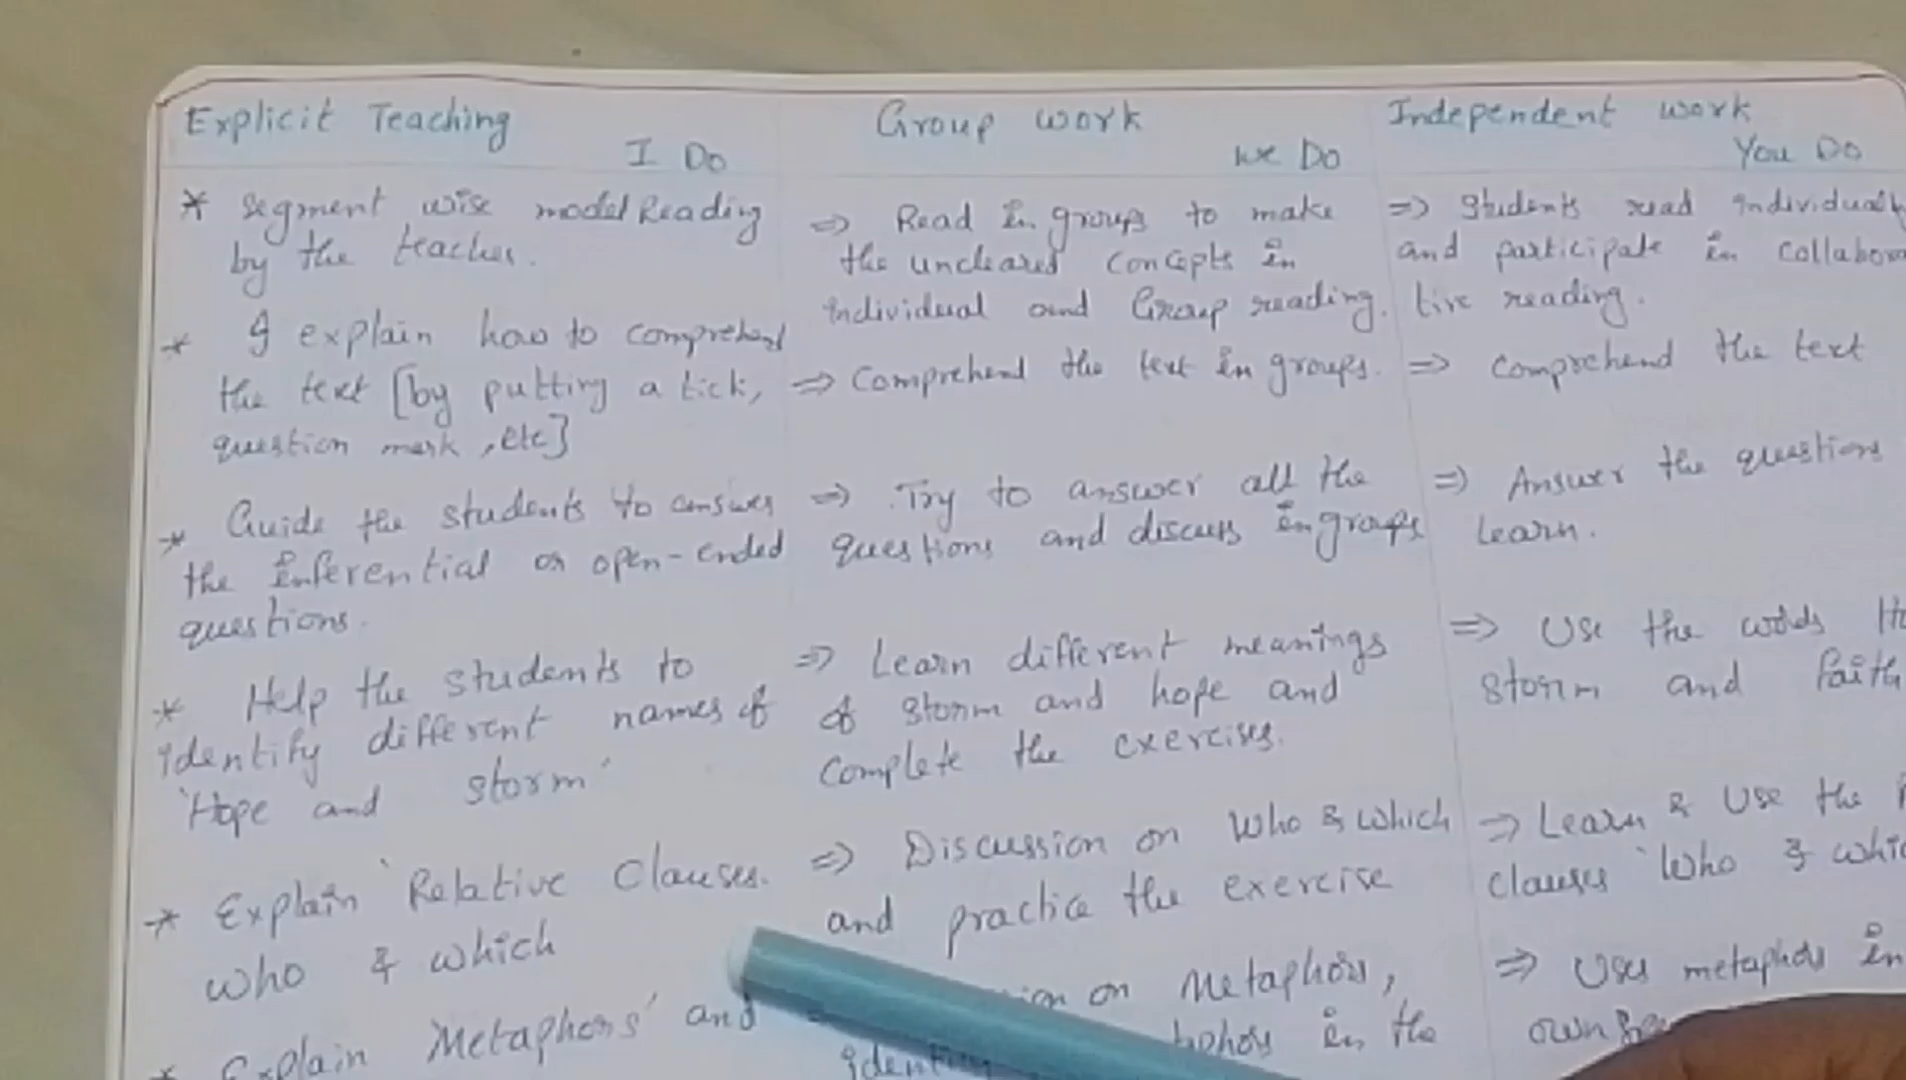 Explicit Teaching
I Do
* Segment wise model Reading
by the teacher.
* I explain how to comprehend
the text [by putting a tick,
question mark, etc]
* Guide the students to answer
the inferential or open-ended
questions.
* Help the students to
identify different names of
'Hope and storm'
* Explain 'Relative Clauses.
who & which
* Explain 'Metaphors' and
Group work
We Do
⇒ Read in groups to make
the uncleared concepts in
individual and Group reading.
⇒ Comprehend the text in groups.
⇒ Try to answer all the
questions and discuss in groups
⇒ Learn different meanings
of storm and hope and
complete the exercises.
⇒ Discussion on who & which
and practice the exercise
on metaphors,
in the
Independent work
You Do
⇒ Students read individually
and participate in collabora
tive reading.
⇒ Comprehend the text
⇒ Answer the questions
learn.
⇒ Use the words
storm and faith
⇒ Learn & Use the
clauses 'who &
⇒ Uses metaphors in
own